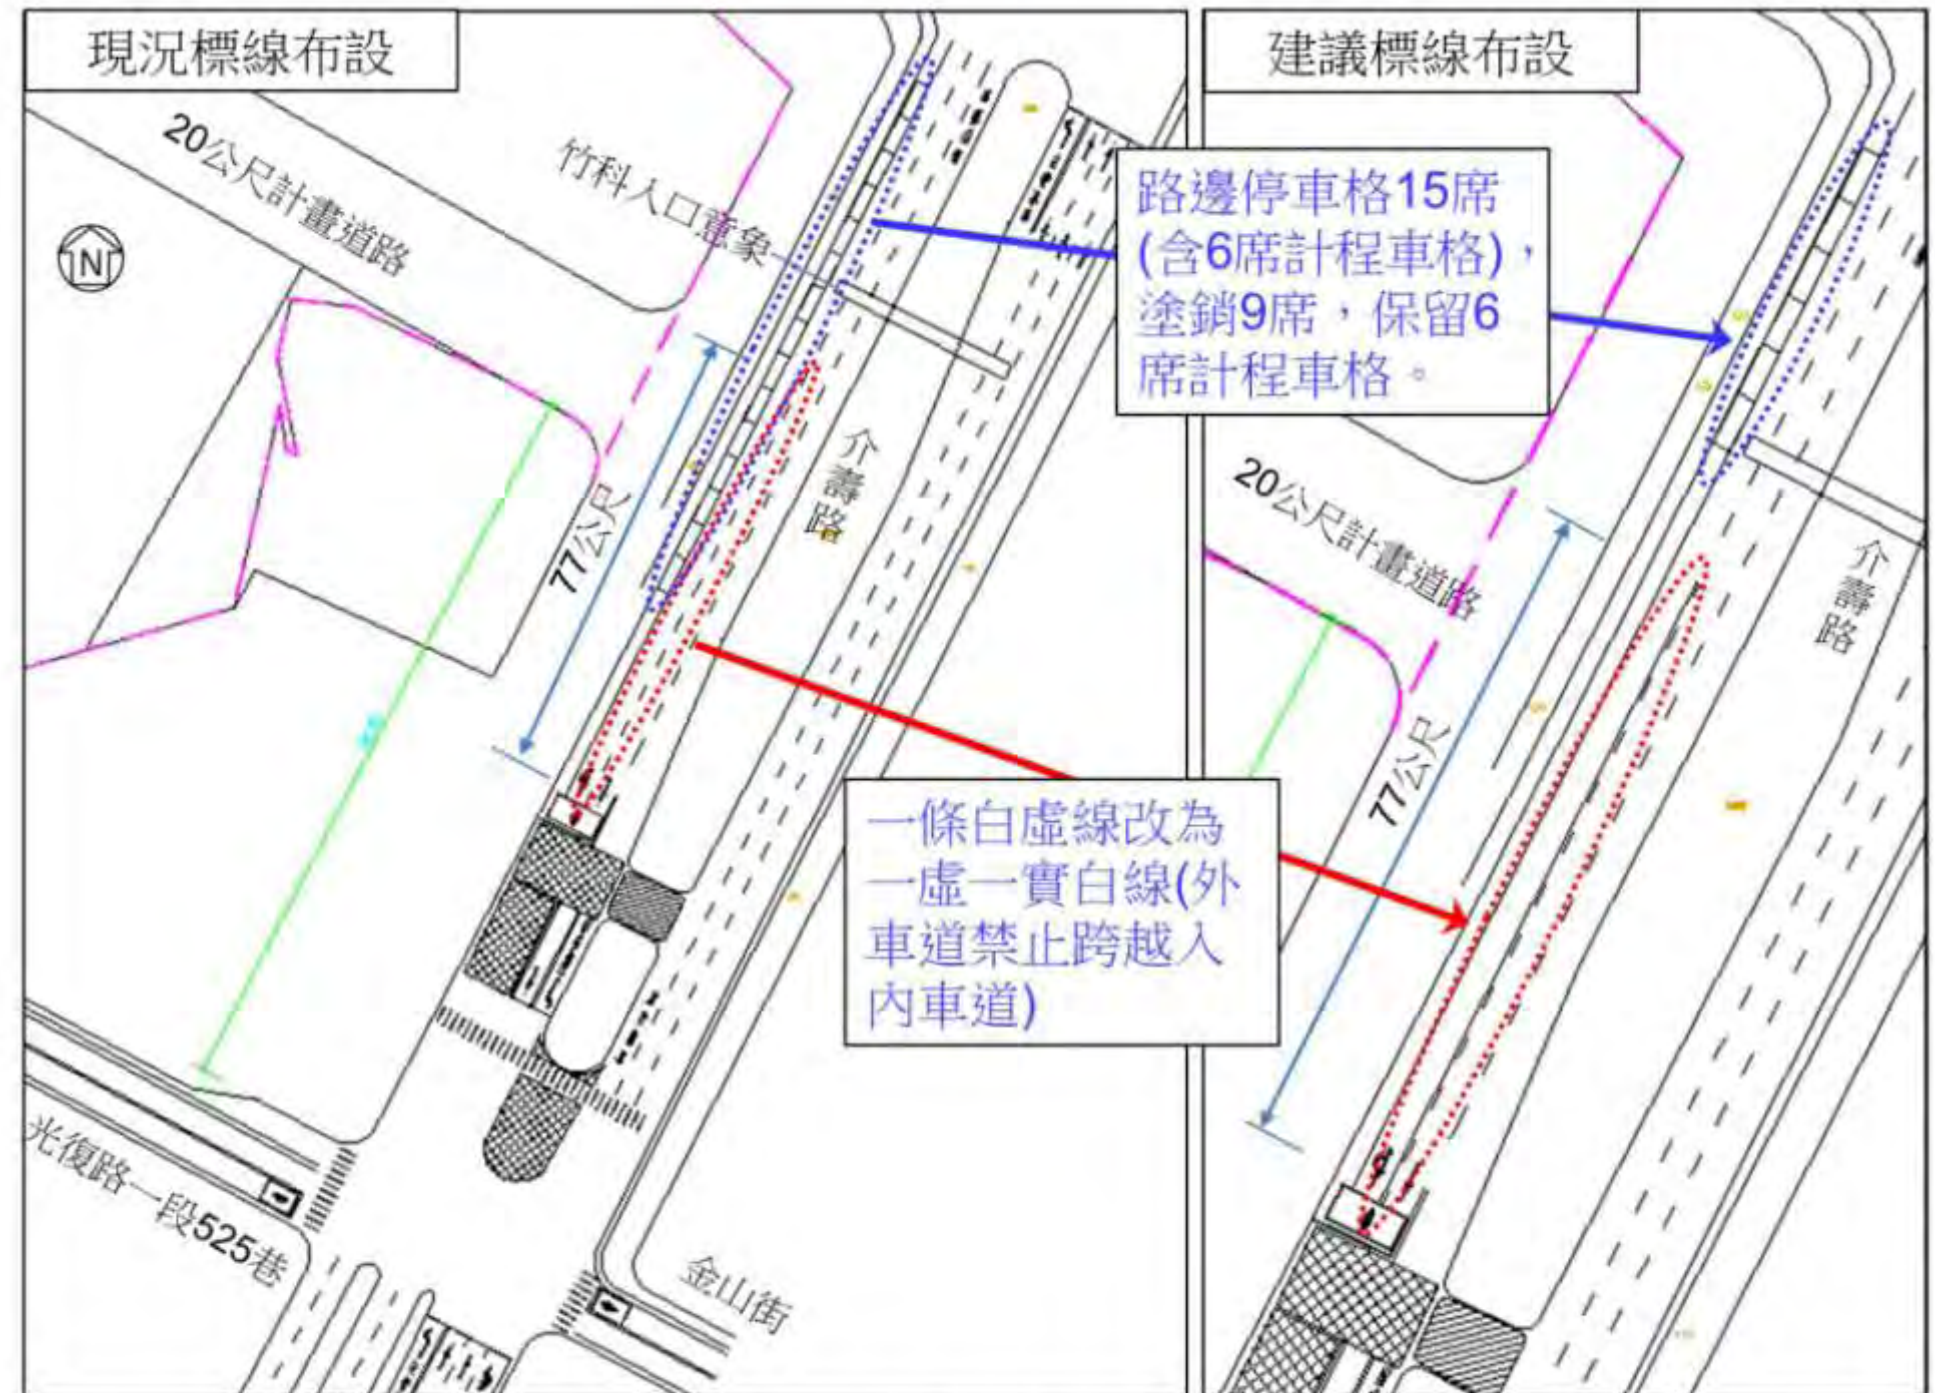 現況標線布設
20公尺計畫道路
竹科入口意象
N
77公尺
介壽路
光復路一段525巷
金山街
路邊停車格15席
(含6席計程車格)，
塗銷9席，保留6
席計程車格。
一條白虛線改為
一虛一實白線(外
車道禁止跨越入
內車道)
建議標線布設
20公尺計畫道路
77公尺
介壽路